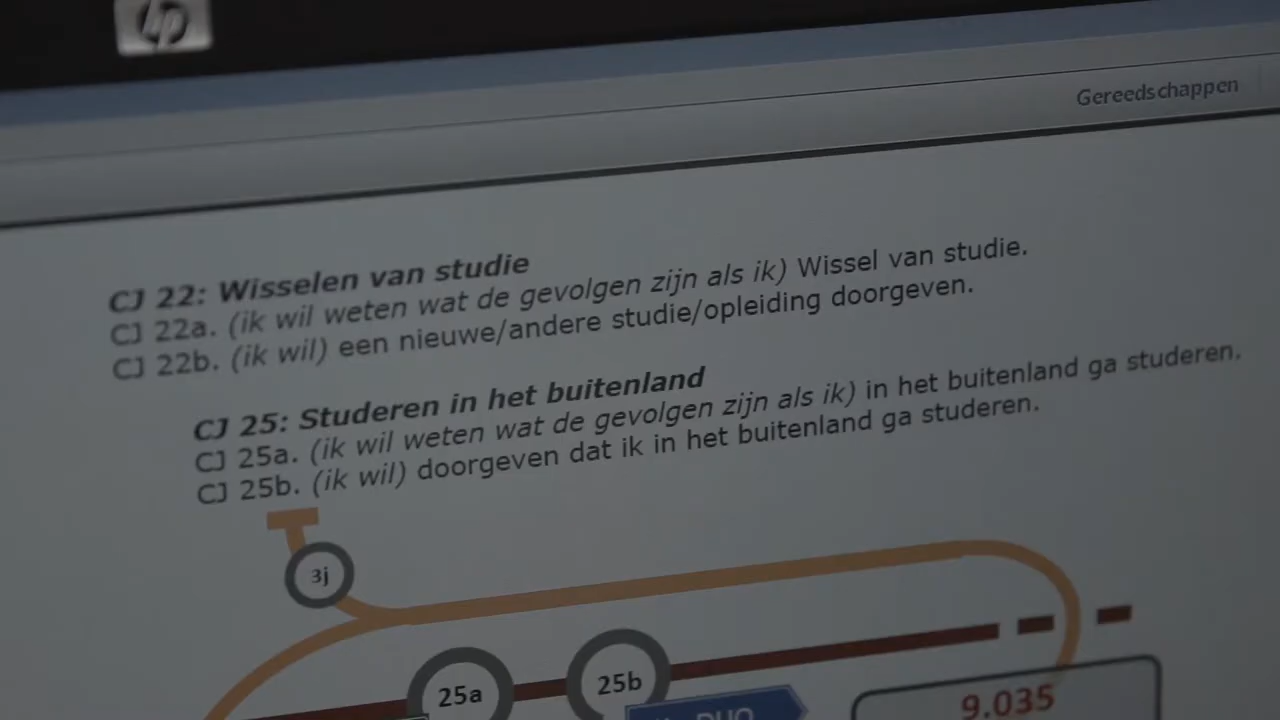 hp
Gereedschappen
CJ 22: Wisselen van studie
CJ 22a. (ik wil weten wat de gevolgen zijn als ik) Wissel van studie.
CJ 22b. (ik wil) een nieuwe/andere studie/opleiding doorgeven.
CJ 25: Studeren in het buitenland
CJ 25a. (ik wil weten wat de gevolgen zijn als ik) in het buitenland ga studeren.
CJ 25b. (ik wil) doorgeven dat ik in het buitenland ga studeren.
3j
25a
25b
DUO
9.035